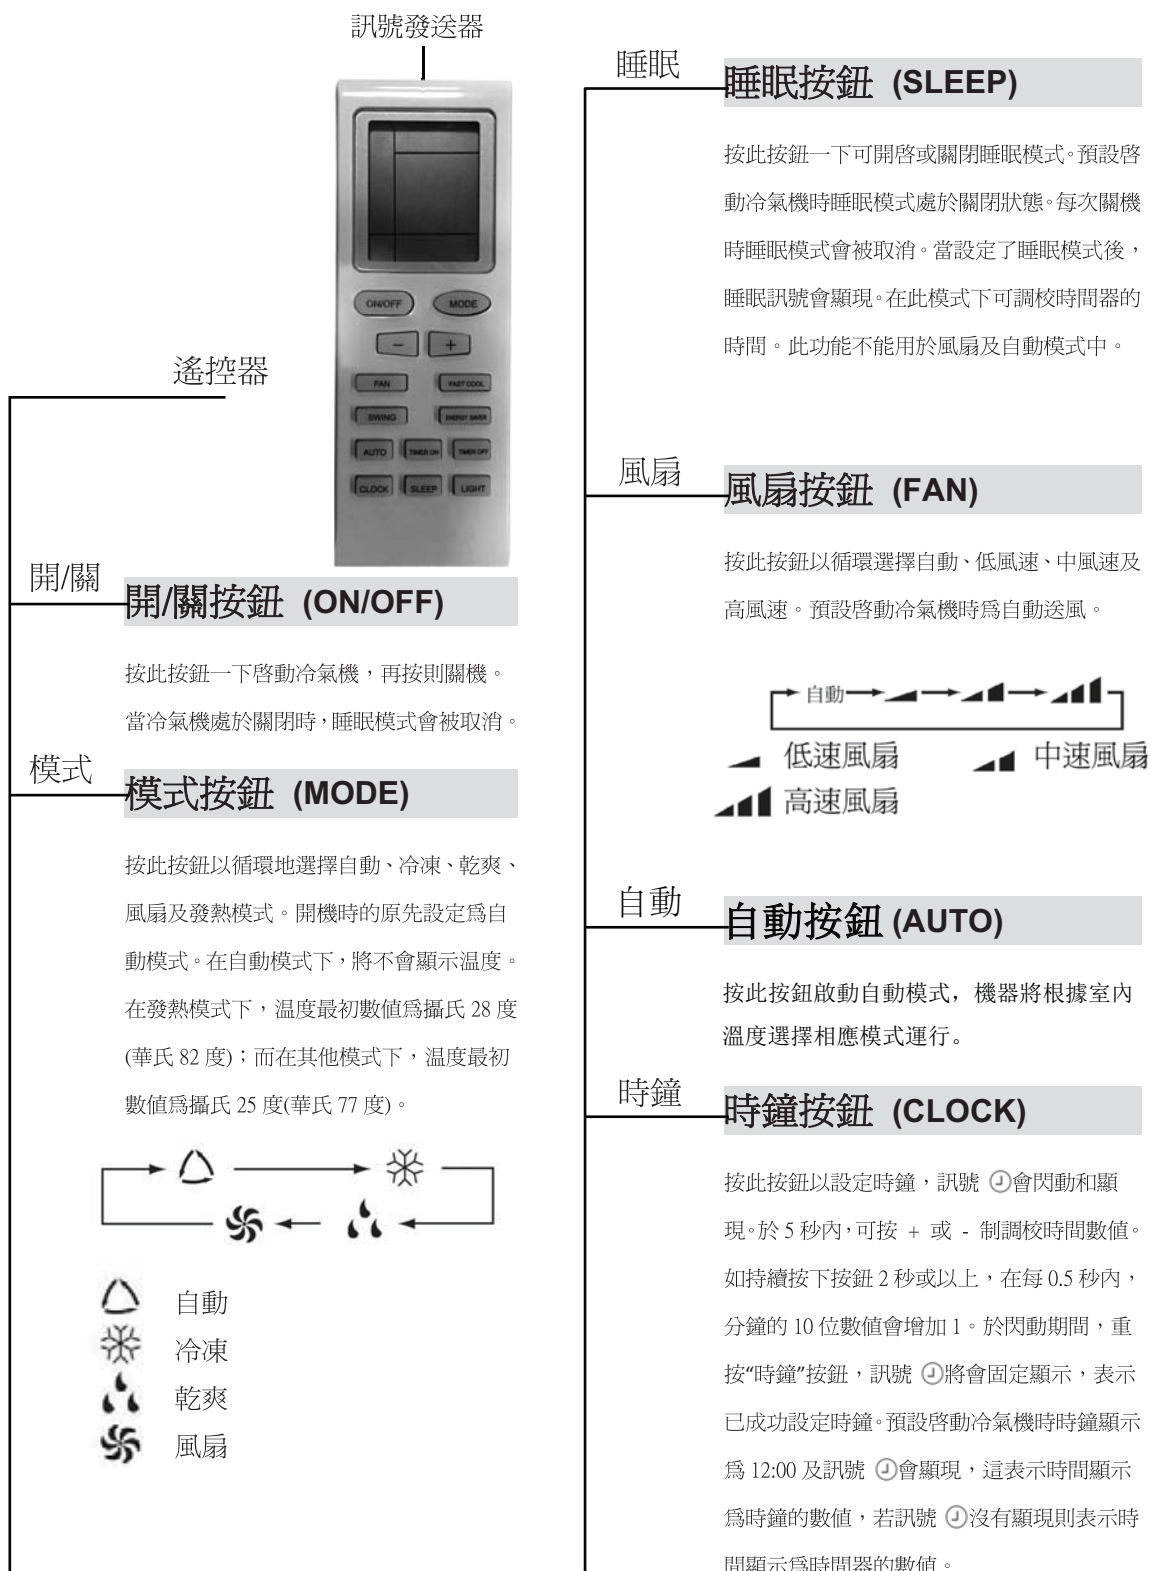 訊號發送器
ON/OFF
MODE
-
+
FAN
FAST COOL
SWING
ENERGY SAVER
AUTO
TIMER ON
TIMER OFF
CLOCK
SLEEP
LIGHT
遙控器
開/關
開/關按鈕 (ON/OFF)
按此按鈕一下啓動冷氣機，再按則關機。
當冷氣機處於關閉時，睡眠模式會被取消。
模式
模式按鈕 (MODE)
按此按鈕以循環地選擇自動、冷凍、乾爽、
風扇及發熱模式。開機時的原先設定爲自
動模式。在自動模式下，將不會顯示温度。
在發熱模式下，温度最初數值爲攝氏 28 度
(華氏 82 度)；而在其他模式下，温度最初
數值爲攝氏 25 度(華氏 77 度)。
自動
冷凍
乾爽
風扇
睡眠
睡眠按鈕 (SLEEP)
按此按鈕一下可開啓或關閉睡眠模式。預設啓
動冷氣機時睡眠模式處於關閉狀態。每次關機
時睡眠模式會被取消。當設定了睡眠模式後，
睡眠訊號會顯現。在此模式下可調校時間器的
時間。此功能不能用於風扇及自動模式中。
風扇
風扇按鈕 (FAN)
按此按鈕以循環選擇自動、低風速、中風速及
高風速。預設啓動冷氣機時爲自動送風。
自動
低速風扇 中速風扇
高速風扇
自動
自動按鈕 (AUTO)
按此按鈕啟動自動模式，機器將根據室內
溫度選擇相應模式運行。
時鐘
時鐘按鈕 (CLOCK)
按此按鈕以設定時鐘，訊號 會閃動和顯
現。於 5 秒內，可按 + 或 - 制調校時間數值。
如持續按下按鈕 2 秒或以上，在每 0.5 秒內，
分鐘的 10 位數值會增加 1。於閃動期間，重
按“時鐘”按鈕，訊號 將會固定顯示，表示
已成功設定時鐘。預設啓動冷氣機時時鐘顯示
爲 12:00 及訊號 會顯現，這表示時間顯示
爲時鐘的數值，若訊號 沒有顯現則表示時
間顯示爲時間器的數值。